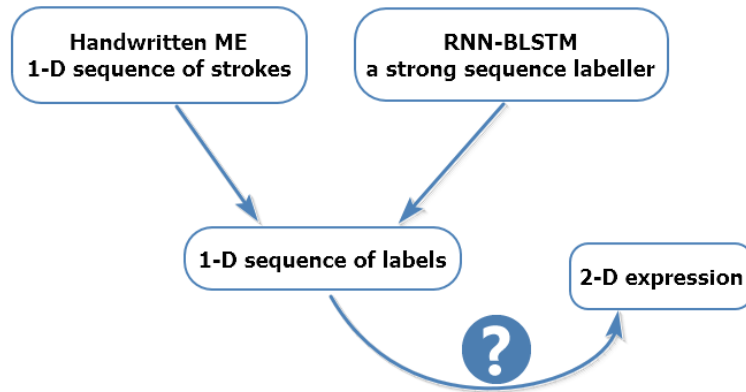 Handwritten ME
1-D sequence of strokes
RNN-BLSTM
a strong sequence labeller
1-D sequence of labels
2-D expression
?